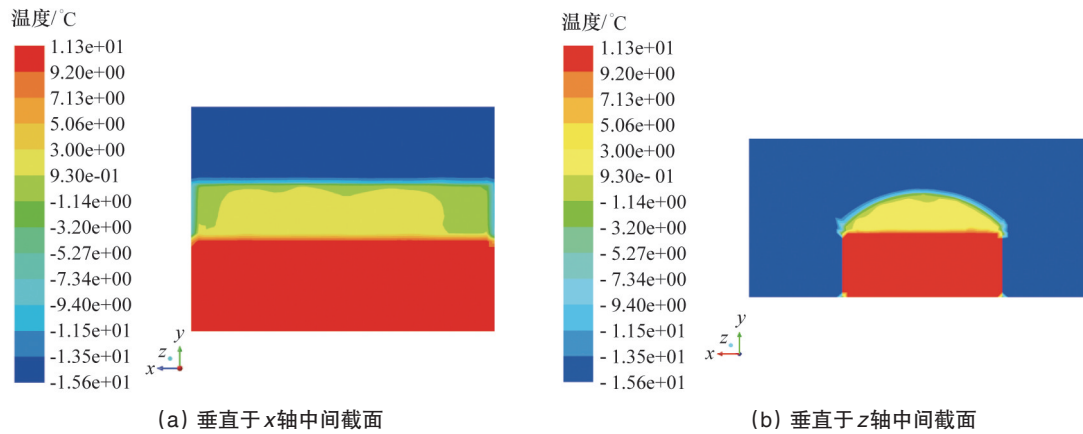 温度/℃
1.13e+01
9.20e+00
7.13e+00
5.06e+00
3.00e+00
9.30e-01
-1.14e+00
-3.20e+00
-5.27e+00
-7.34e+00
-9.40e+00
-1.15e+01
-1.35e+01
-1.56e+01
y
z
x
(a) 垂直于x轴中间截面
温度/℃
1.13e+01
9.20e+00
7.13e+00
5.06e+00
3.00e+00
9.30e- 01
- 1.14e+00
- 3.20e+00
- 5.27e+00
- 7.34e+00
- 9.40e+00
- 1.15e+01
- 1.35e+01
- 1.56e+01
y
z
x
(b) 垂直于z轴中间截面